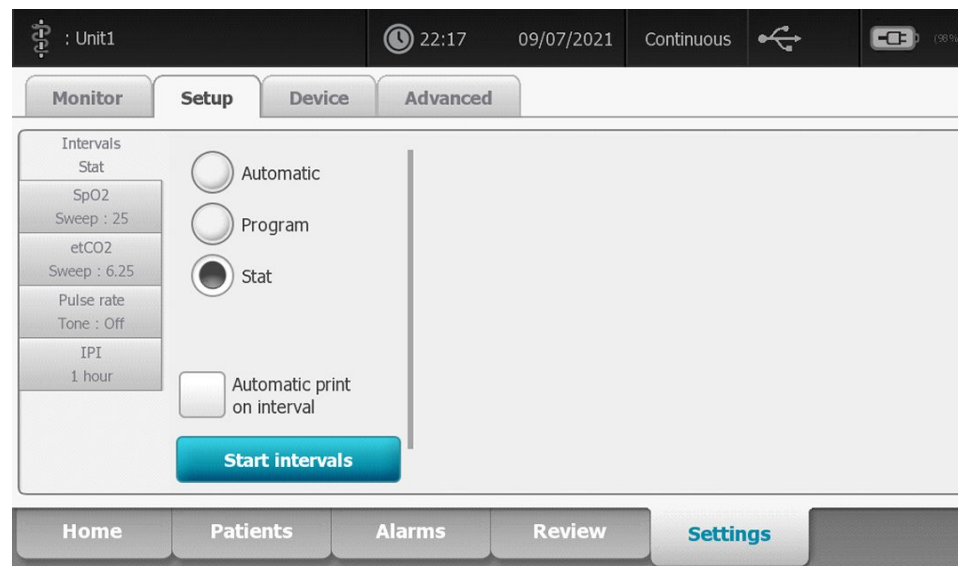 : Unit1
22:17
09/07/2021
Continuous
(98%
Monitor
Setup
Device
Advanced
Intervals
Stat
SpO2
Sweep : 25
etCO2
Sweep : 6.25
Pulse rate
Tone : Off
IPI
1 hour
Automatic
Program
Stat
Automatic print
on interval
Start intervals
Home
Patients
Alarms
Review
Settings